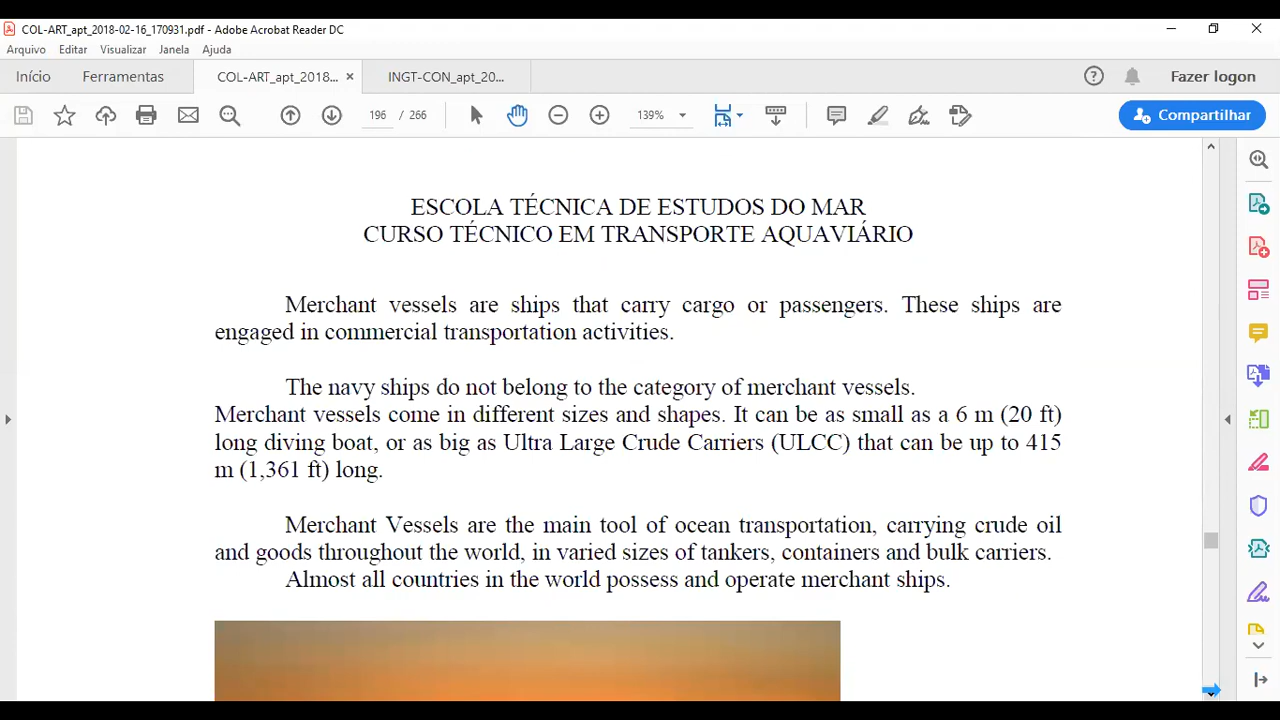 COL-ART_apt_2018-02-16_170931.pdf - Adobe Acrobat Reader DC
Arquivo Editar Visualizar Janela Ajuda
Início Ferramentas COL-ART_apt_2018... × INGT-CON_apt_20... Fazer logon
196 / 266 139% Compartilhar
ESCOLA TÉCNICA DE ESTUDOS DO MAR
CURSO TÉCNICO EM TRANSPORTE AQUAVIÁRIO
Merchant vessels are ships that carry cargo or passengers. These ships are
engaged in commercial transportation activities.
The navy ships do not belong to the category of merchant vessels.
Merchant vessels come in different sizes and shapes. It can be as small as a 6 m (20 ft)
long diving boat, or as big as Ultra Large Crude Carriers (ULCC) that can be up to 415
m (1,361 ft) long.
Merchant Vessels are the main tool of ocean transportation, carrying crude oil
and goods throughout the world, in varied sizes of tankers, containers and bulk carriers.
Almost all countries in the world possess and operate merchant ships.